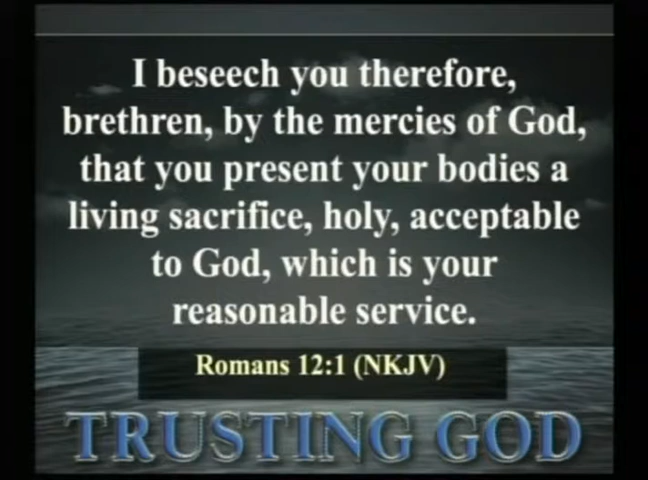 I beseech you therefore,
brethren, by the mercies of God,
that you present your bodies a
living sacrifice, holy, acceptable
to God, which is your
reasonable service.
Romans 12:1 (NKJV)
TRUSTING GOD